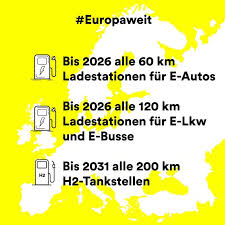 #Europaweit
Bis 2026 alle 60 km
Ladestationen für E-Autos
Bis 2026 alle 120 km
Ladestationen für E-Lkw
und E-Busse
Bis 2031 alle 200 km
H2
H2-Tankstellen